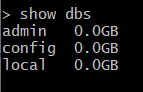 > show dbs
admin   0.0GB
config  0.0GB
local   0.0GB